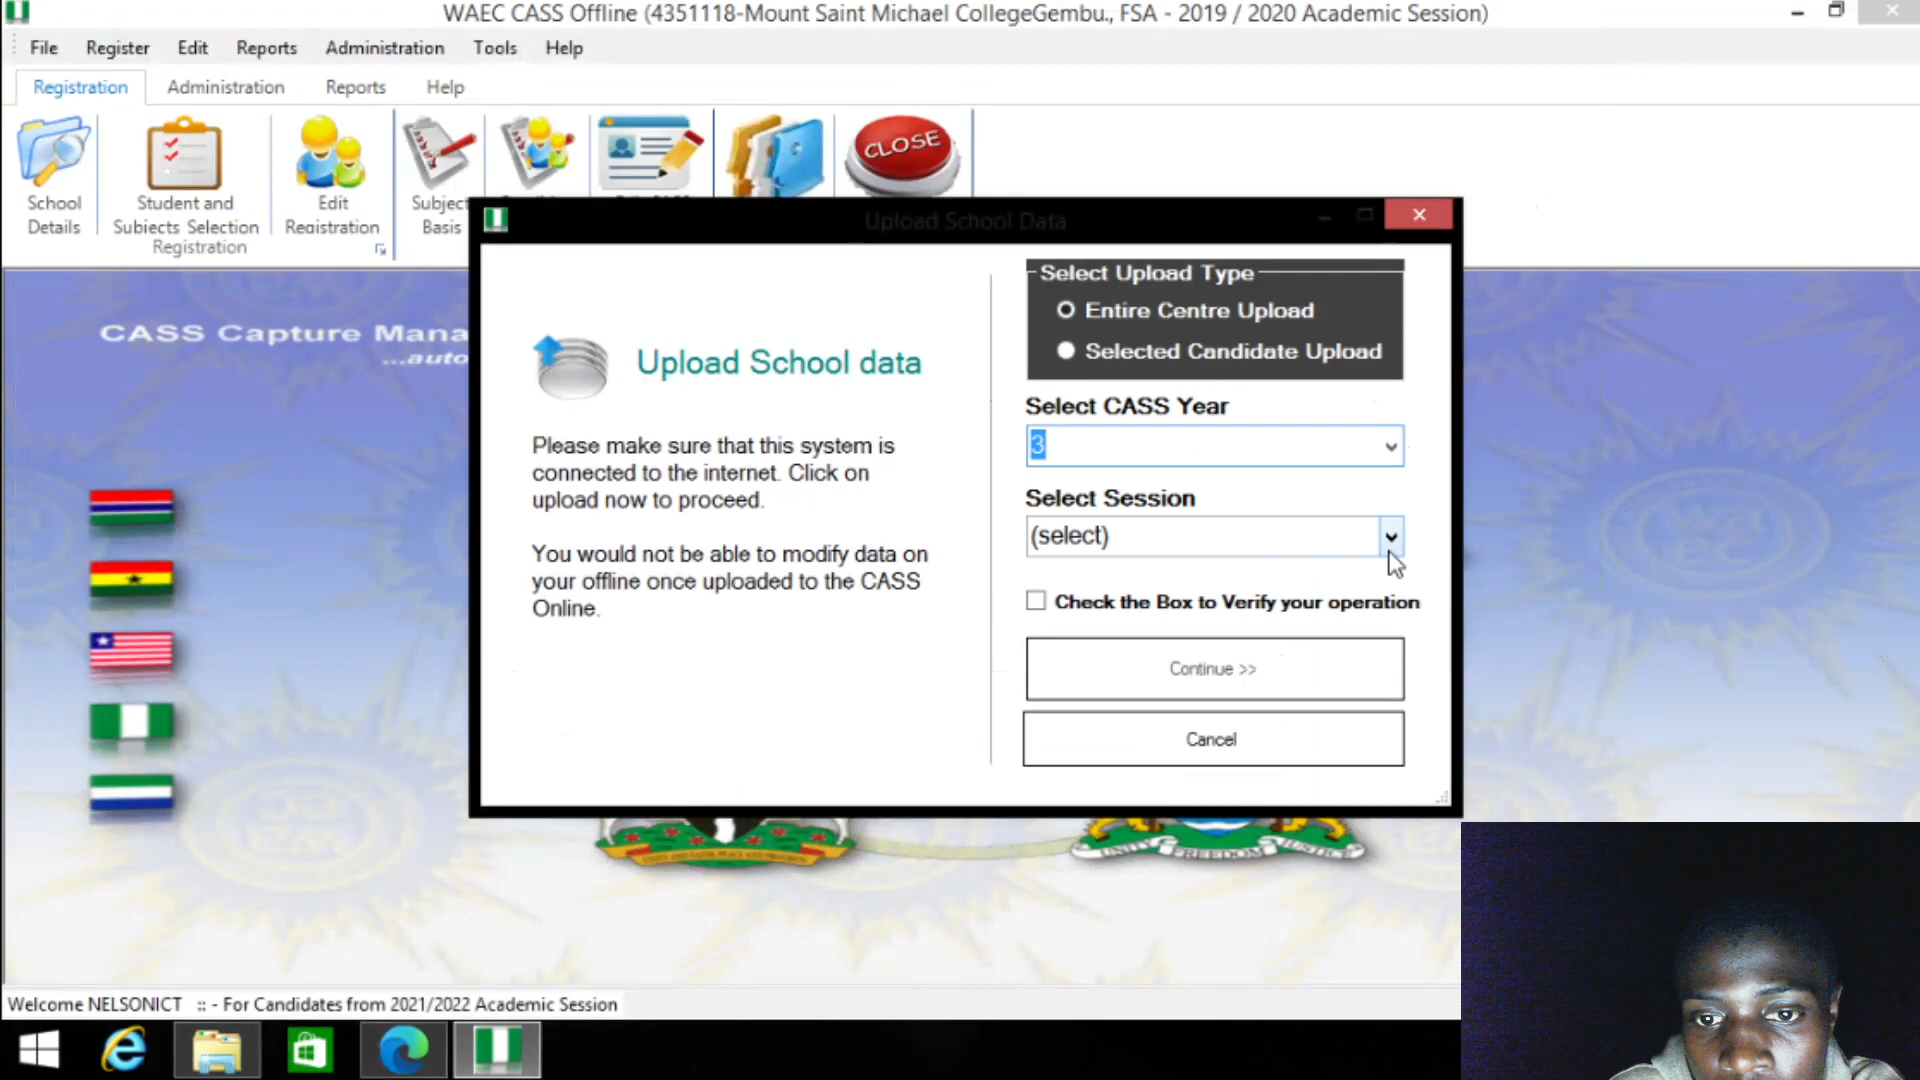 WAEC CASS Offline (4351118-Mount Saint Michael CollegeGembu., FSA - 2019 / 2020 Academic Session)
File Register Edit Reports Administration Tools Help
Registration Administration Reports Help
CLOSE
School Details
Student and Subjects Selection
Edit Registration
Subject Basis
Registration
Upload School Data
CASS Capture Mana
...auto
Upload School data
Please make sure that this system is
connected to the internet. Click on
upload now to proceed.
You would not be able to modify data on
your offline once uploaded to the CASS
Online.
Select Upload Type
Entire Centre Upload
Selected Candidate Upload
Select CASS Year
3
Select Session
(select)
Check the Box to Verify your operation
Continue >>
Cancel
UNITY FREEDOM JUSTICE
Welcome NELSONICT :: - For Candidates from 2021/2022 Academic Session